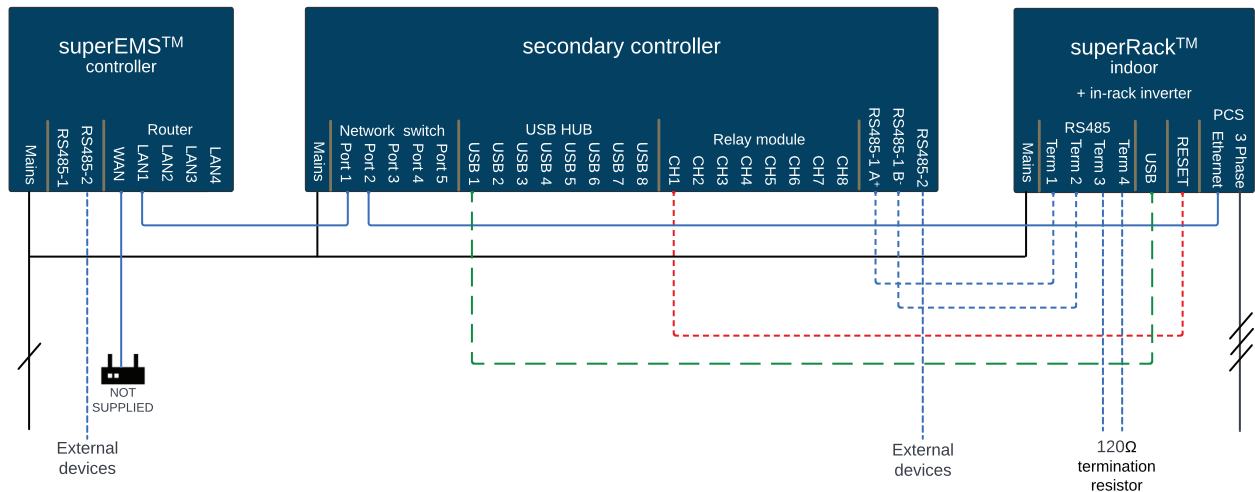 superEMS™
controller
Mains
RS485-1
RS485-2
Router
WAN
LAN1
LAN2
LAN3
LAN4
secondary controller
Mains
Network switch
Port 1
Port 2
Port 3
Port 4
Port 5
USB HUB
USB 1
USB 2
USB 3
USB 4
USB 5
USB 6
USB 7
USB 8
Relay module
CH1
CH2
CH3
CH4
CH5
CH6
CH7
CH8
RS485-1 A⁺
RS485-1 B⁻
RS485-2
superRack™
indoor
+ in-rack inverter
Mains
RS485
Term 1
Term 2
Term 3
Term 4
USB
RESET
PCS
Ethernet
3 Phase
NOT
SUPPLIED
External
devices
External
devices
120Ω
termination
resistor